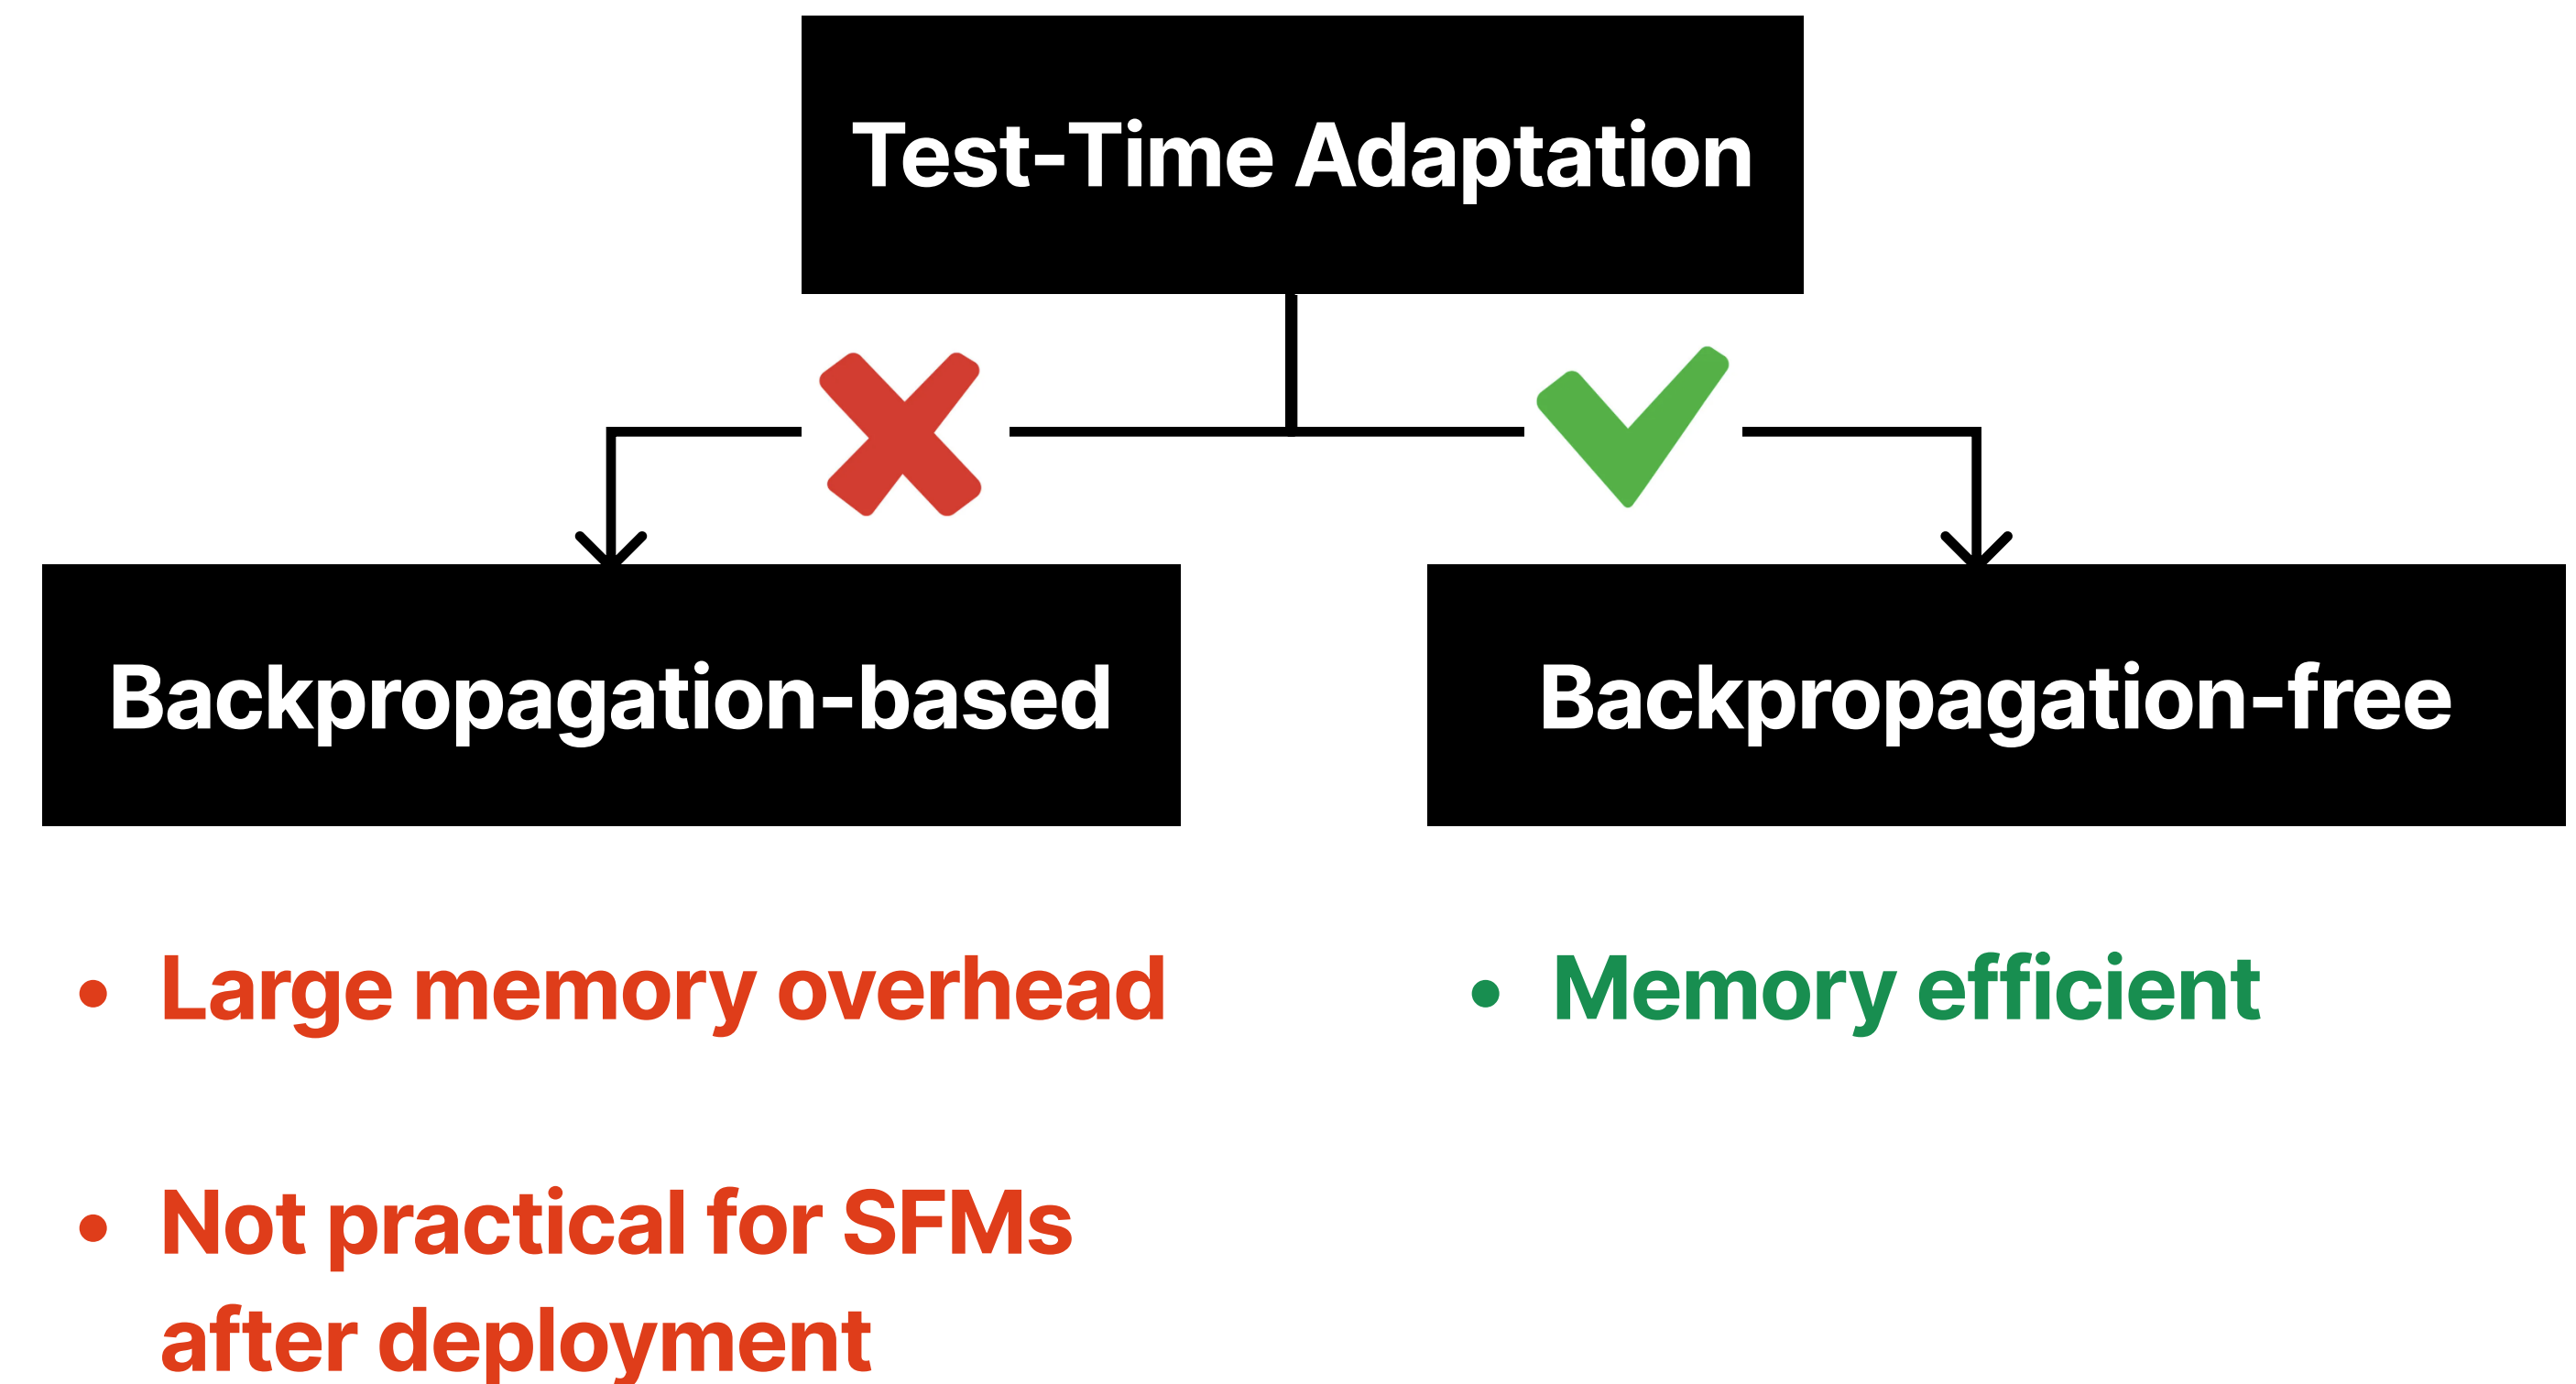 Test-Time Adaptation
Backpropagation-based
Backpropagation-free
• Large memory overhead
• Not practical for SFMs
after deployment
• Memory efficient